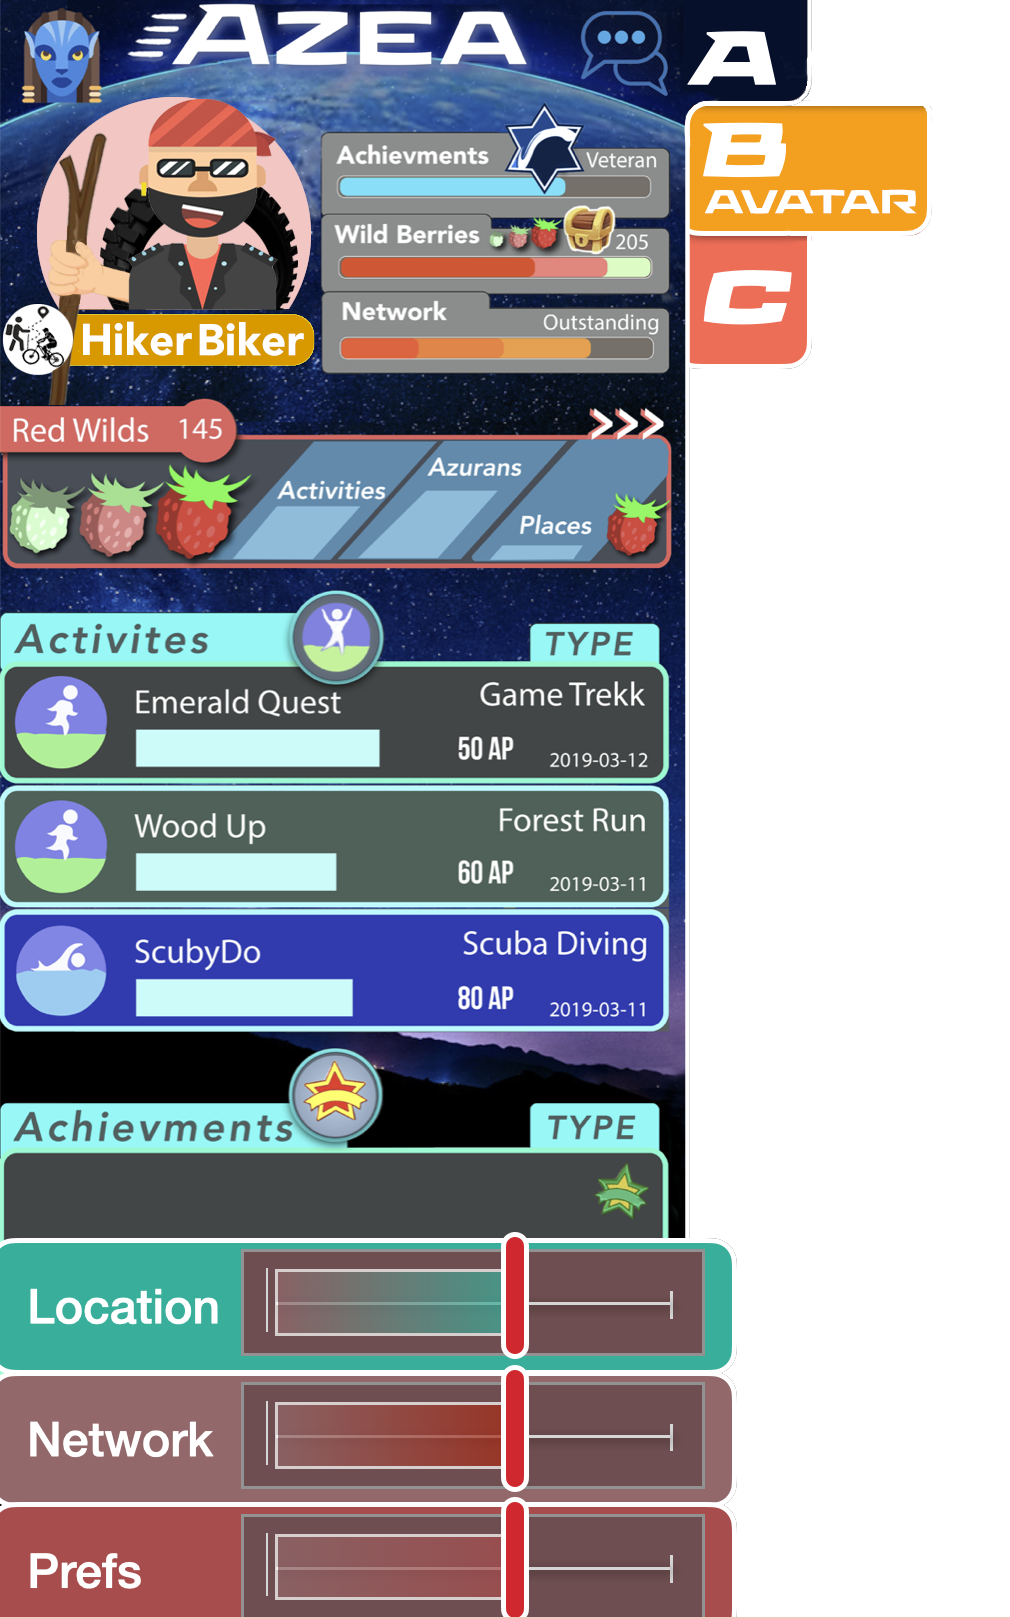 AZEA
A
B
AVATAR
C
Achievments
Veteran
Wild Berries
205
Network
Outstanding
Hiker Biker
Red Wilds 145
>>>
Activities
Azurans
Places
Activites
TYPE
Emerald Quest
Game Trekk
50 AP
2019-03-12
Wood Up
Forest Run
60 AP
2019-03-11
ScubyDo
Scuba Diving
80 AP
2019-03-11
Achievments
TYPE
Location
Network
Prefs